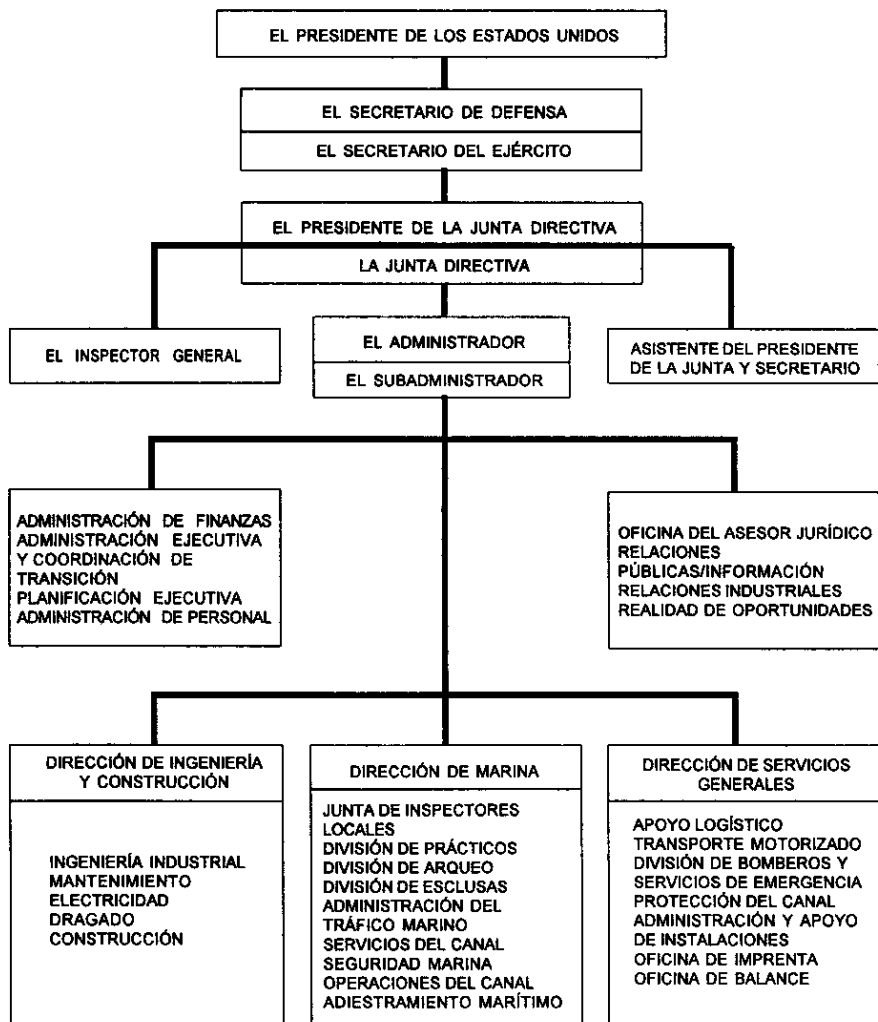 EL PRESIDENTE DE LOS ESTADOS UNIDOS
EL SECRETARIO DE DEFENSA
EL SECRETARIO DEL EJÉRCITO
EL PRESIDENTE DE LA JUNTA DIRECTIVA
LA JUNTA DIRECTIVA
EL INSPECTOR GENERAL
EL ADMINISTRADOR
EL SUBADMINISTRADOR
ASISTENTE DEL PRESIDENTE
DE LA JUNTA Y SECRETARIO
ADMINISTRACIÓN DE FINANZAS
ADMINISTRACIÓN EJECUTIVA
Y COORDINACIÓN DE
TRANSICIÓN
PLANIFICACIÓN EJECUTIVA
ADMINISTRACIÓN DE PERSONAL
OFICINA DEL ASESOR JURÍDICO
RELACIONES
PÚBLICAS/INFORMACIÓN
RELACIONES INDUSTRIALES
REALIDAD DE OPORTUNIDADES
DIRECCIÓN DE INGENIERÍA
Y CONSTRUCCIÓN
INGENIERÍA INDUSTRIAL
MANTENIMIENTO
ELECTRICIDAD
DRAGADO
CONSTRUCCIÓN
DIRECCIÓN DE MARINA
JUNTA DE INSPECTORES
LOCALES
DIVISIÓN DE PRÁCTICOS
DIVISIÓN DE ARQUEO
DIVISIÓN DE ESCLUSAS
ADMINISTRACIÓN DEL
TRÁFICO MARINO
SERVICIOS DEL CANAL
SEGURIDAD MARINA
OPERACIONES DEL CANAL
ADIESTRAMIENTO MARÍTIMO
DIRECCIÓN DE SERVICIOS
GENERALES
APOYO LOGÍSTICO
TRANSPORTE MOTORIZADO
DIVISIÓN DE BOMBEROS Y
SERVICIOS DE EMERGENCIA
PROTECCIÓN DEL CANAL
ADMINISTRACIÓN Y APOYO
DE INSTALACIONES
OFICINA DE IMPRENTA
OFICINA DE BALANCE